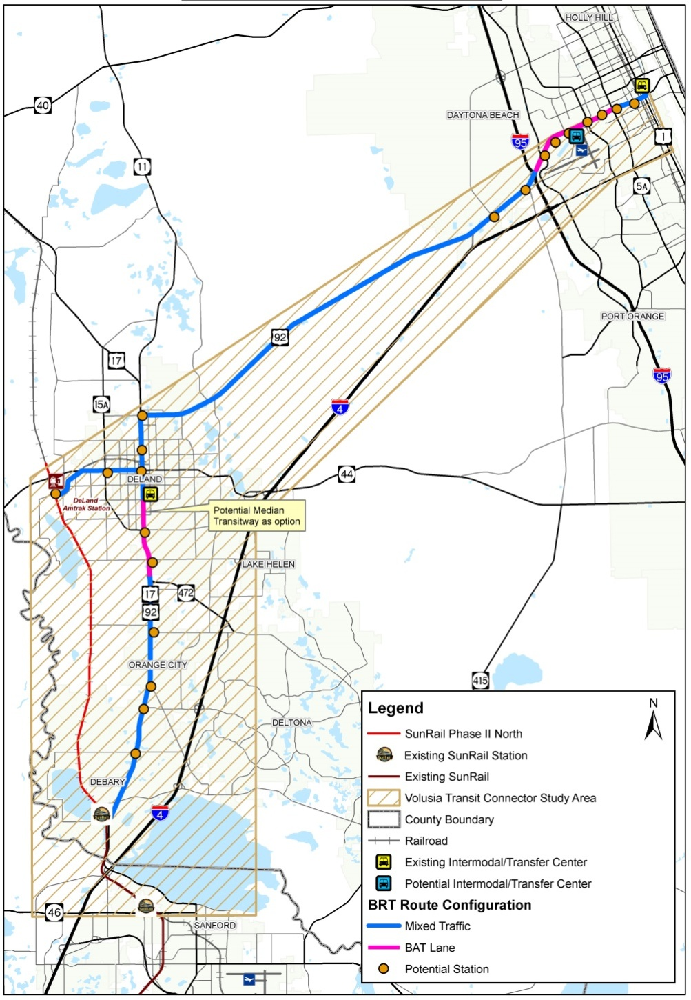 HOLLY HILL
40
DAYTONA BEACH
95
1
11
5A
PORT ORANGE
92
17
95
15A
4
44
DELAND
DeLand
Amtrak Station
Potential Median
Transitway as option
LAKE HELEN
17
472
92
ORANGE CITY
415
DELTONA
DEBARY
SunRail
4
SunRail
46
SANFORD
Legend
N
SunRail Phase II North
SunRail
Existing SunRail Station
Existing SunRail
Volusia Transit Connector Study Area
County Boundary
Railroad
Existing Intermodal/Transfer Center
Potential Intermodal/Transfer Center
BRT Route Configuration
Mixed Traffic
BAT Lane
Potential Station